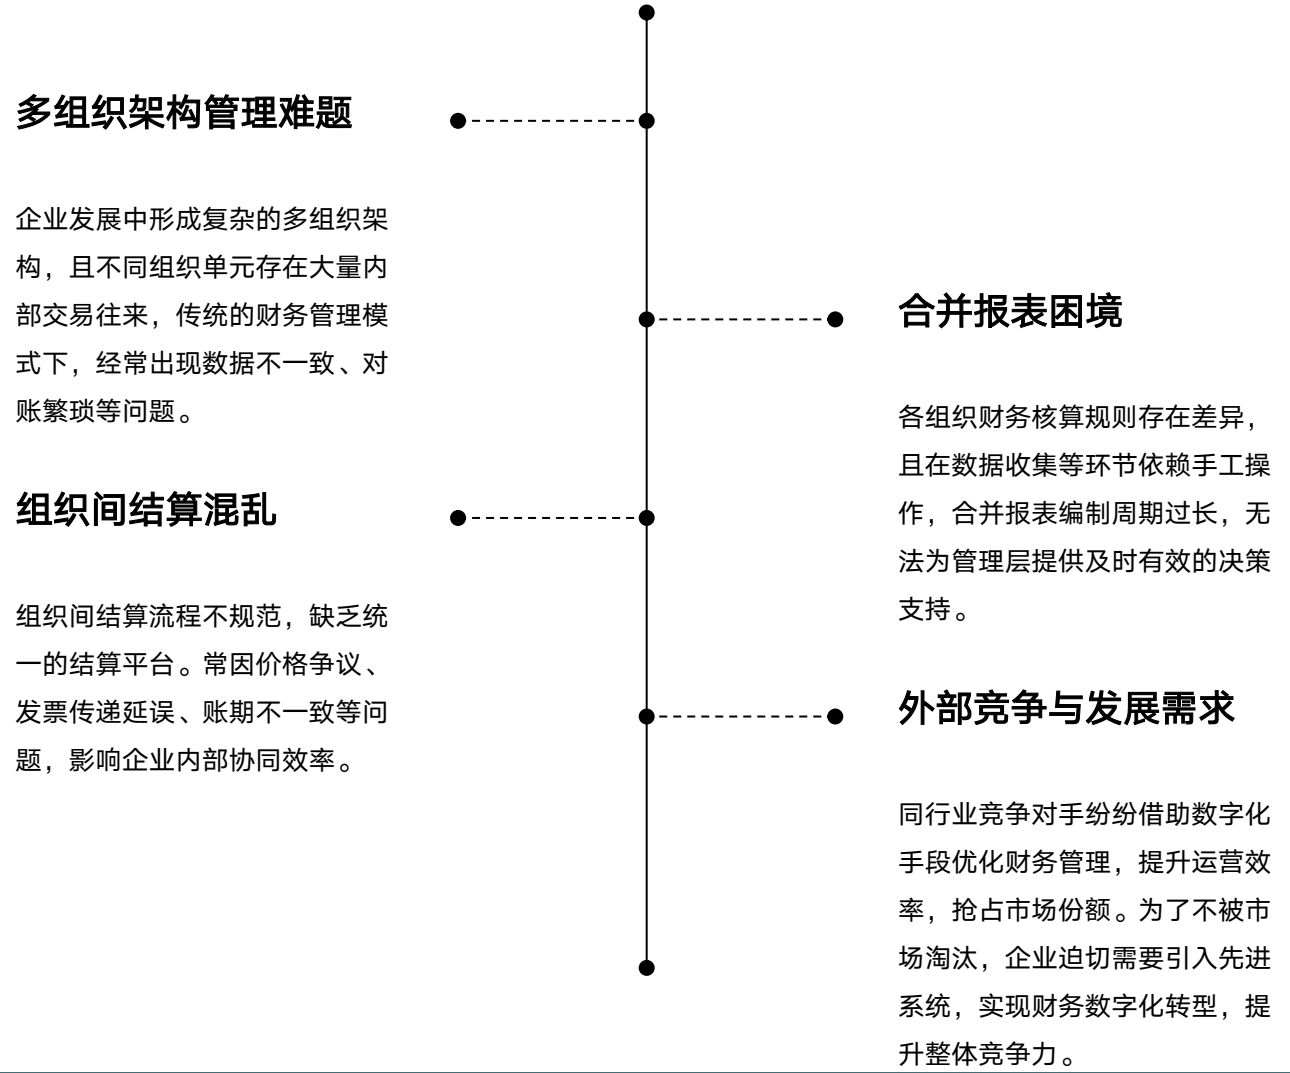 多组织架构管理难题
企业发展中形成复杂的多组织架
构，且不同组织单元存在大量内
部交易往来，传统的财务管理模
式下，经常出现数据不一致、对
账繁琐等问题。
合并报表困境
各组织财务核算规则存在差异，
且在数据收集等环节依赖手工操
作，合并报表编制周期过长，无
法为管理层提供及时有效的决策
支持。
组织间结算混乱
组织间结算流程不规范，缺乏统
一的结算平台。常因价格争议、
发票传递延误、账期不一致等问
题，影响企业内部协同效率。
外部竞争与发展需求
同行业竞争对手纷纷借助数字化
手段优化财务管理，提升运营效
率，抢占市场份额。为了不被市
场淘汰，企业迫切需要引入先进
系统，实现财务数字化转型，提
升整体竞争力。